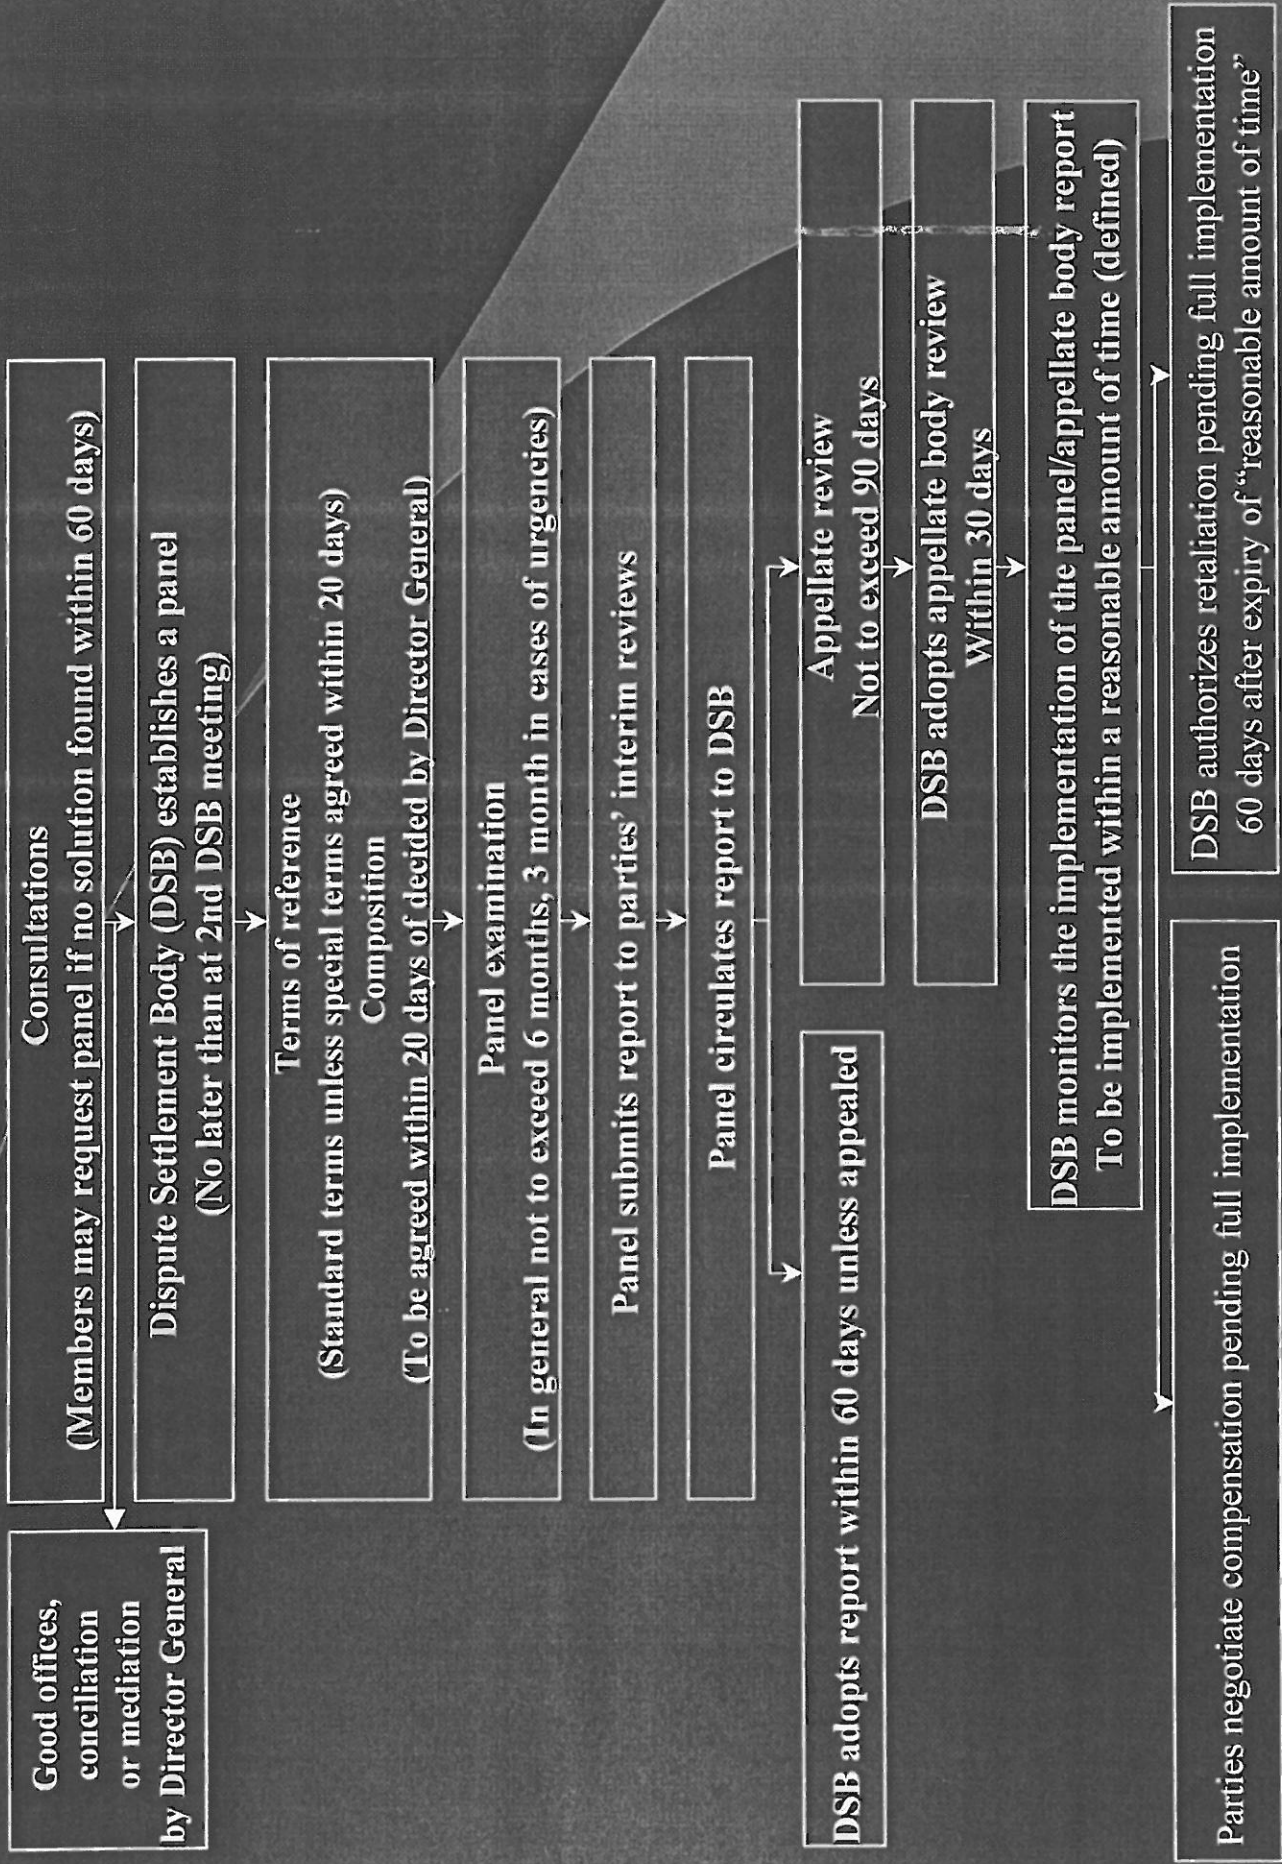 Consultations
(Members may request panel if no solution found within 60 days)
Good offices,
conciliation
or mediation
by Director General
Dispute Settlement Body (DSB) establishes a panel
(No later than at 2nd DSB meeting)
Terms of reference
(Standard terms unless special terms agreed within 20 days)
Composition
(To be agreed within 20 days of decided by Director General)
Panel examination
(In general not to exceed 6 months, 3 month in cases of urgencies)
Panel submits report to parties’ interim reviews
Panel circulates report to DSB
DSB adopts report within 60 days unless appealed
Appellate review
Not to exceed 90 days
DSB adopts appellate body review
Within 30 days
DSB monitors the implementation of the panel/appellate body report
To be implemented within a reasonable amount of time (defined)
Parties negotiate compensation pending full implementation
DSB authorizes retaliation pending full implementation
60 days after expiry of “reasonable amount of time”